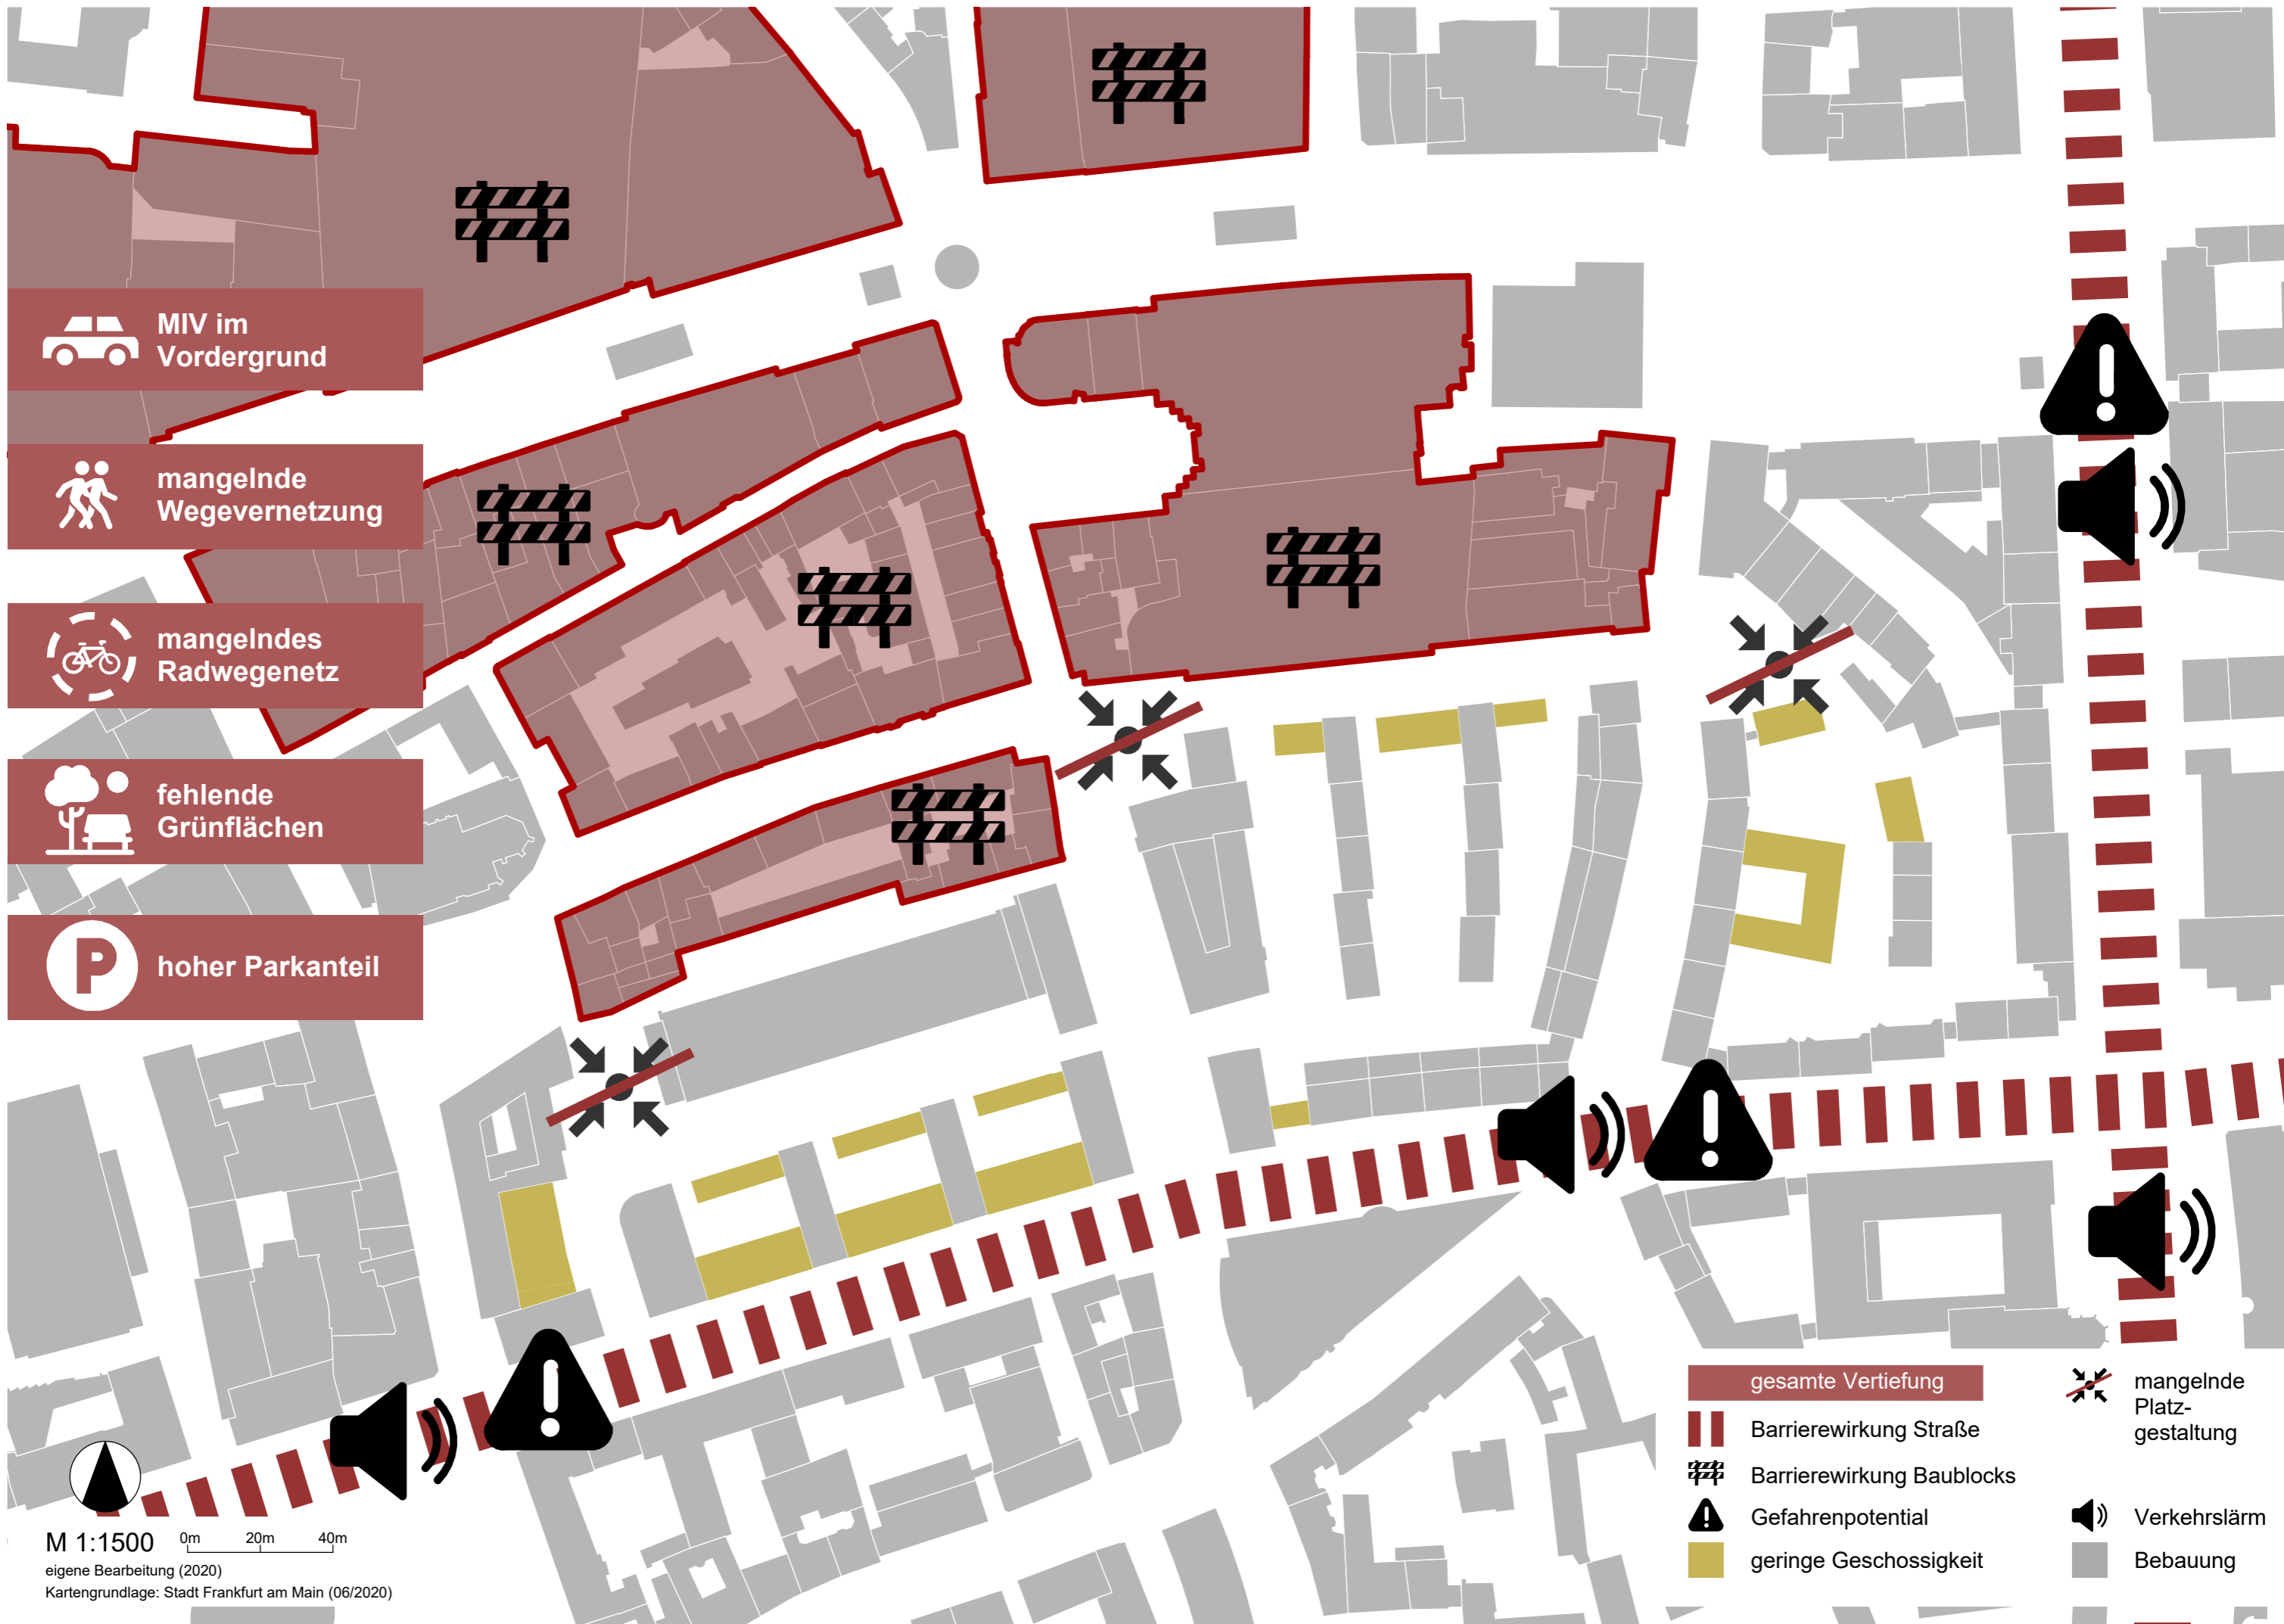 MIV im
Vordergrund
mangelnde
Wegevernetzung
mangelndes
Radwegenetz
fehlende
Grünflächen
P
hoher Parkanteil
M 1:1500
0m 20m 40m
eigene Bearbeitung (2020)
Kartengrundlage: Stadt Frankfurt am Main (06/2020)
gesamte Vertiefung
Barrierewirkung Straße
Barrierewirkung Baublocks
Gefahrenpotential
geringe Geschossigkeit
mangelnde
Platz-
gestaltung
Verkehrslärm
Bebauung